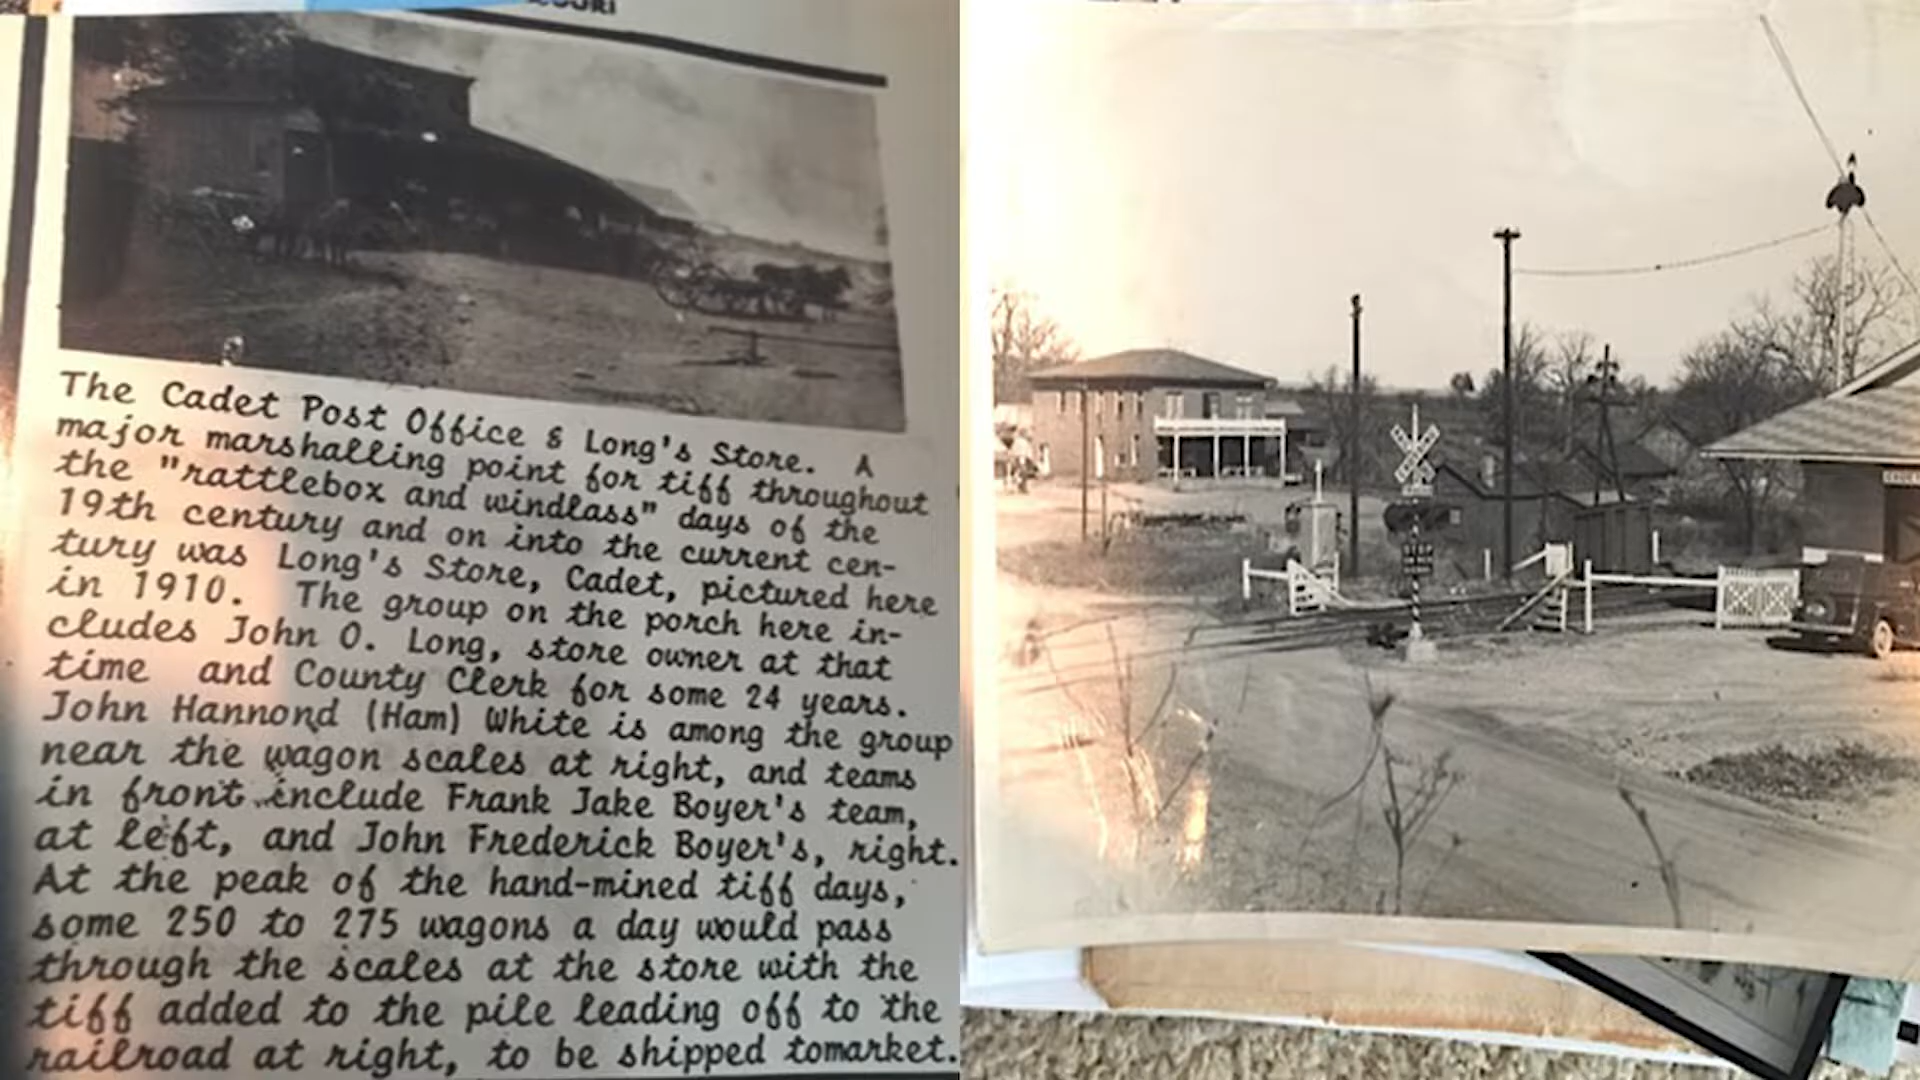 The Cadet Post Office & Long's Store. A
major marshalling point for tiff throughout
the "rattlebox and windlass" days of the
19th century and on into the current cen-
tury was Long's Store, Cadet, pictured here
in 1910. The group on the porch here in-
cludes John O. Long, store owner at that
time and County Clerk for some 24 years.
John Hannond (Ham) White is among the group
near the wagon scales at right, and teams
in front include Frank Jake Boyer's team,
at left, and John Frederick Boyer's, right.
At the peak of the hand-mined tiff days,
some 250 to 275 wagons a day would pass
through the scales at the store with the
tiff added to the pile leading off to the
railroad at right, to be shipped tomarket.